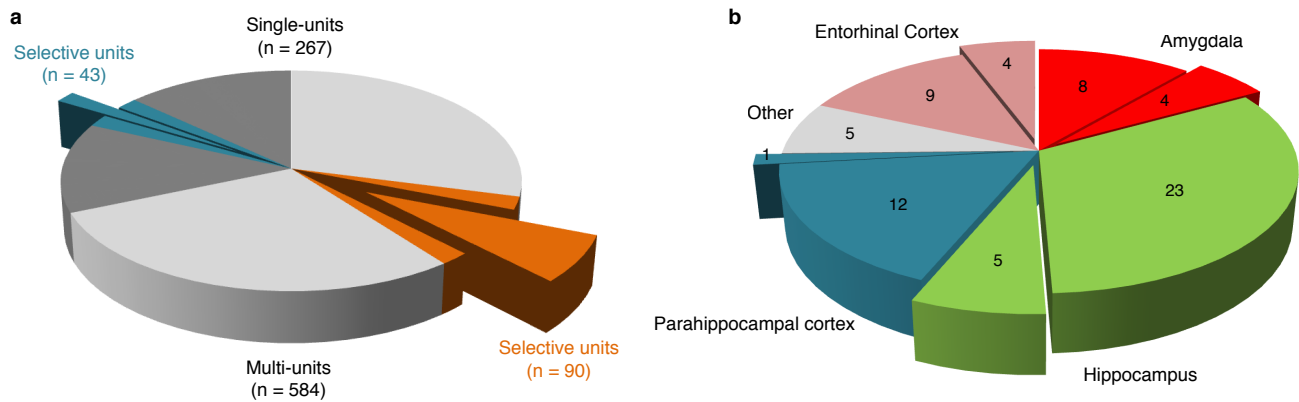 a
Single-units
(n = 267)
Selective units
(n = 43)
Selective units
(n = 90)
Multi-units
(n = 584)
b
Entorhinal Cortex
Amygdala
4
8
4
9
Other
5
1
12
23
5
Parahippocampal cortex
Hippocampus